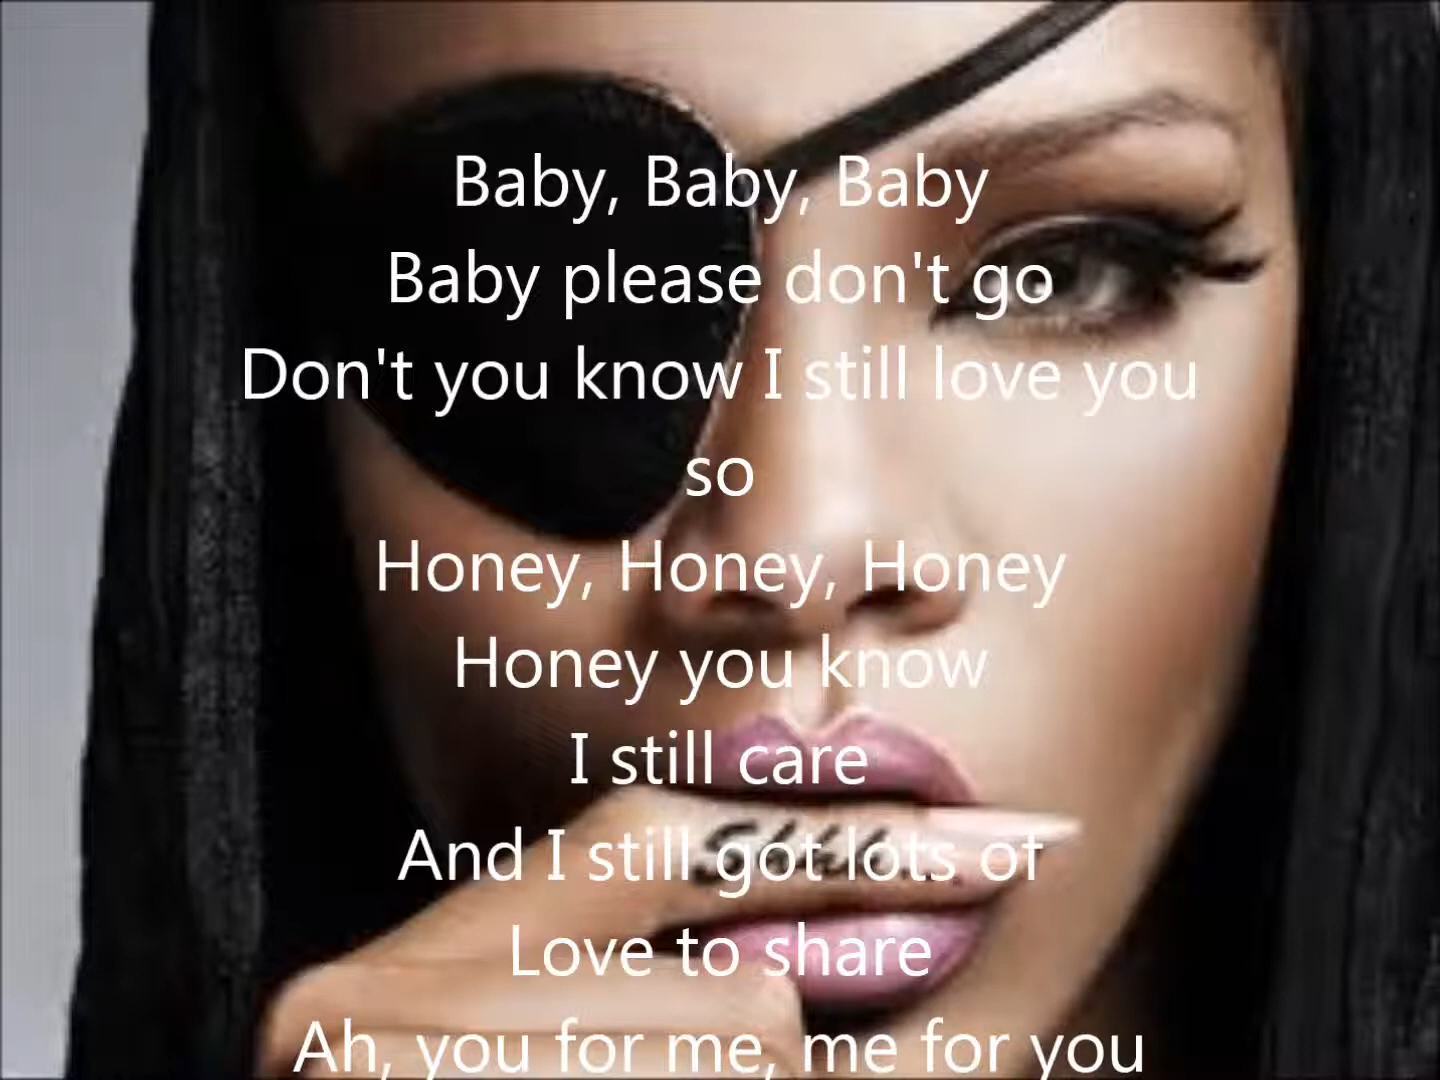 Baby, Baby, Baby
Baby please don't go
Don't you know I still love you
so
Honey, Honey, Honey
Honey you know
I still care
And I still got lots of
Love to share
Ah, you for me, me for you